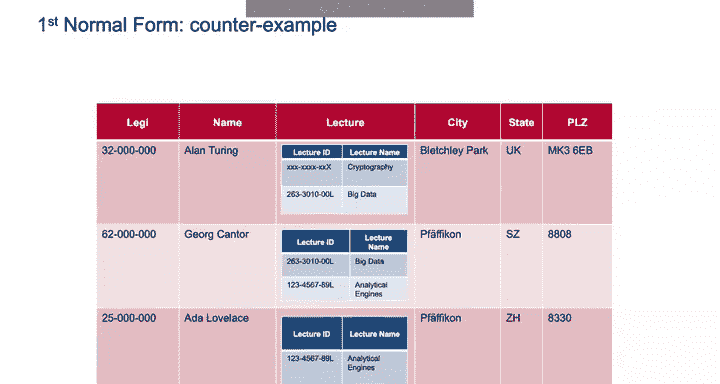 1st Normal Form: counter-example
Legi Name Lecture City State PLZ
32-000-000 Alan Turing Bletchley Park UK MK3 6EB
Lecture ID Lecture Name
xxx-xxxx-xxX Cryptography
263-3010-00L Big Data
62-000-000 Georg Cantor Pfäffikon SZ 8808
Lecture ID Lecture
Name
263-3010-00L Big Data
123-4567-89L Analytical
Engines
25-000-000 Ada Lovelace Pfäffikon ZH 8330
Lecture ID Lecture Name
123-4567-89L Analytical
Engines